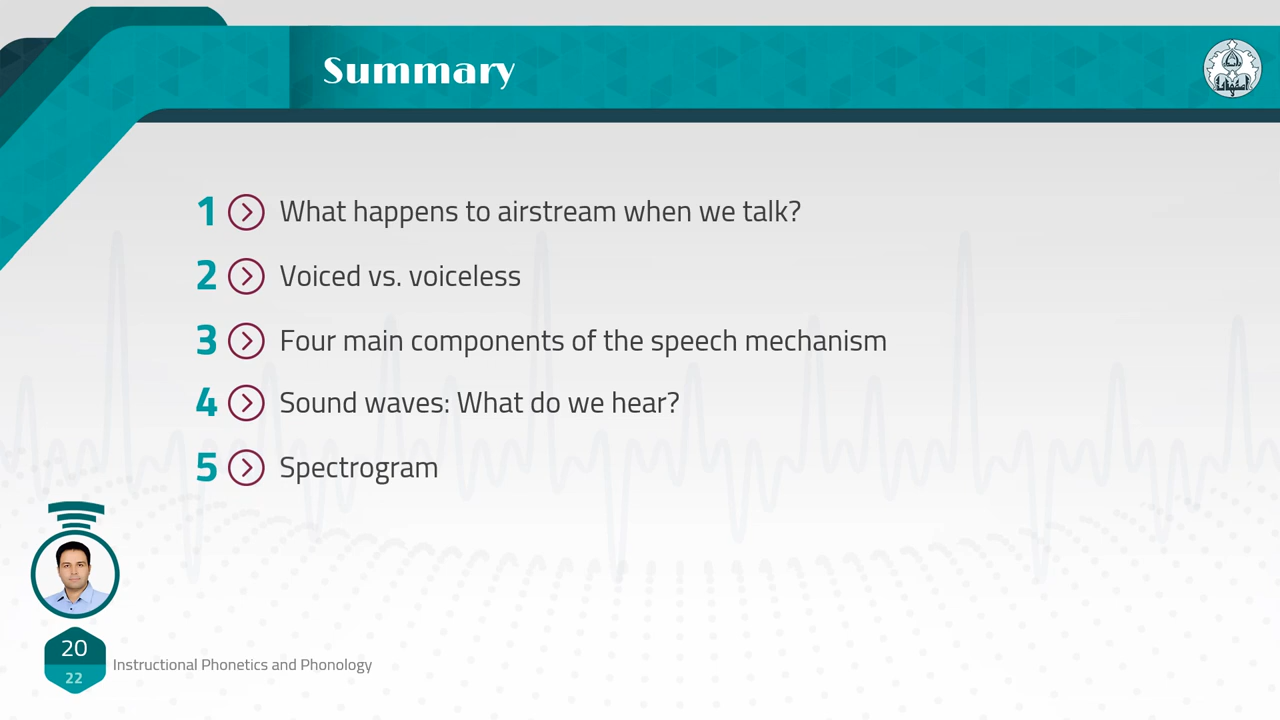 Summary
اصفهان
1 What happens to airstream when we talk?
2 Voiced vs. voiceless
3 Four main components of the speech mechanism
4 Sound waves: What do we hear?
5 Spectrogram
20
22
Instructional Phonetics and Phonology